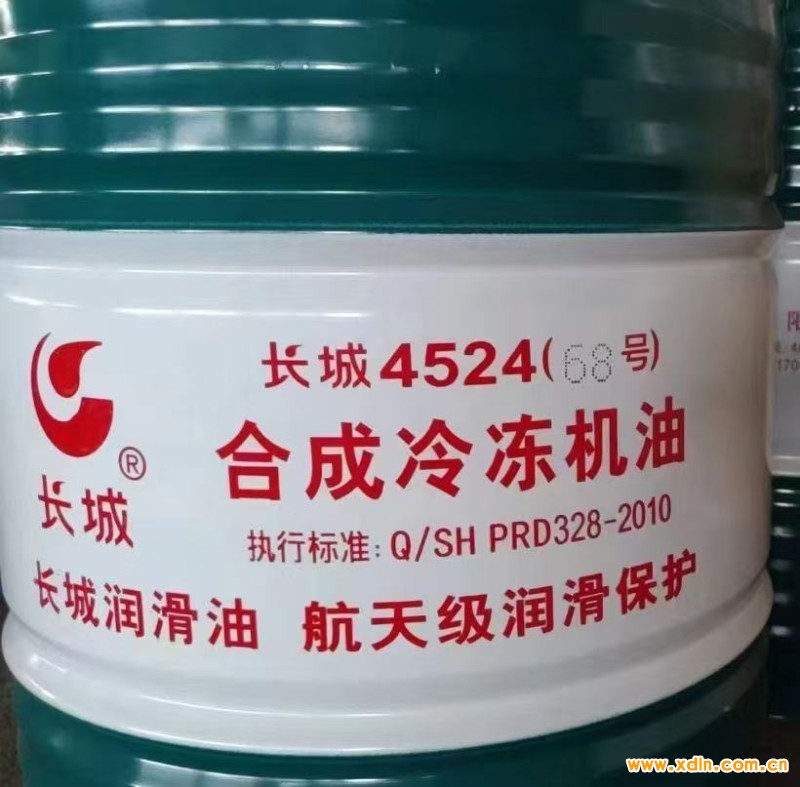 长城4524(68号)
合成冷冻机油
®
长城
执行标准: Q/SH PRD328-2010
长城润滑油 航天级润滑保护
阳
170
www.xdln.com.cn